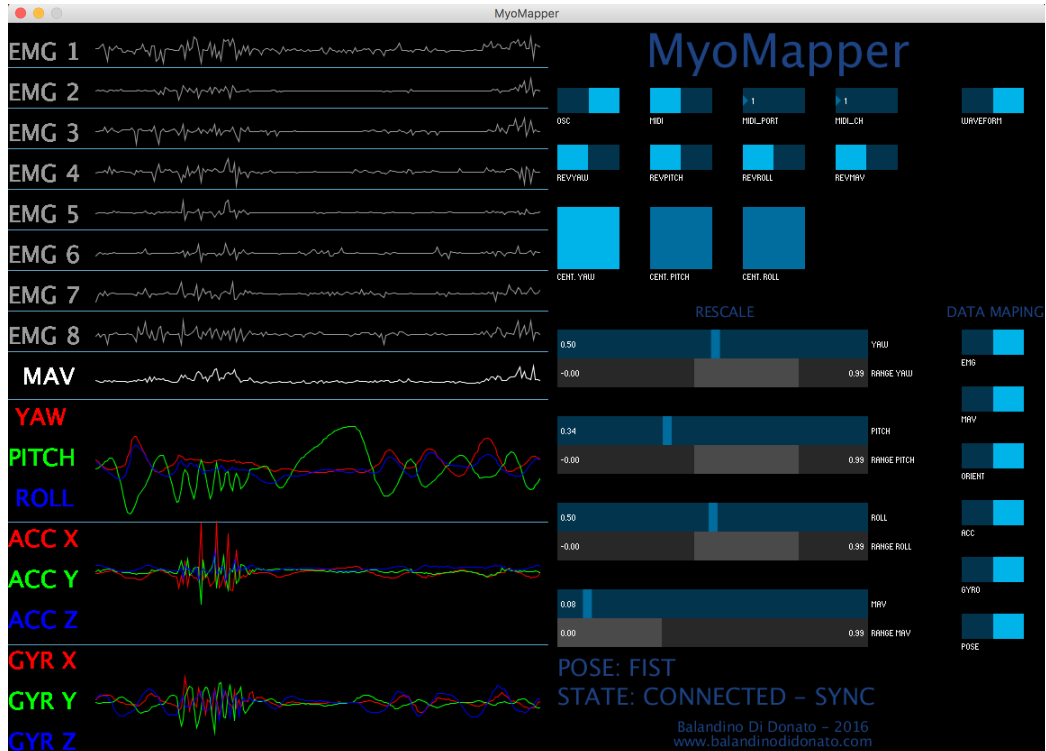 MyoMapper
EMG 1
EMG 2
EMG 3
EMG 4
EMG 5
EMG 6
EMG 7
EMG 8
MAV
YAW
PITCH
ROLL
ACC X
ACC Y
ACC Z
GYR X
GYR Y
GYR Z
MyoMapper
1 1
OSC MIDI MIDI_PORT MIDI_CH WAVEFORM
REVYAW REVPITCH REVROLL REVMAV
CENT. YAW CENT. PITCH CENT. ROLL
RESCALE
0.50 YAW
-0.00 0.99 RANGE YAW
0.34 PITCH
-0.00 0.99 RANGE PITCH
0.50 ROLL
-0.00 0.99 RANGE ROLL
0.08 MAV
0.00 0.99 RANGE MAV
DATA MAPING
EMG
MAV
ORIENT
ACC
GYRO
POSE
POSE: FIST
STATE: CONNECTED – SYNC
Balandino Di Donato – 2016
www.balandinodidonato.com